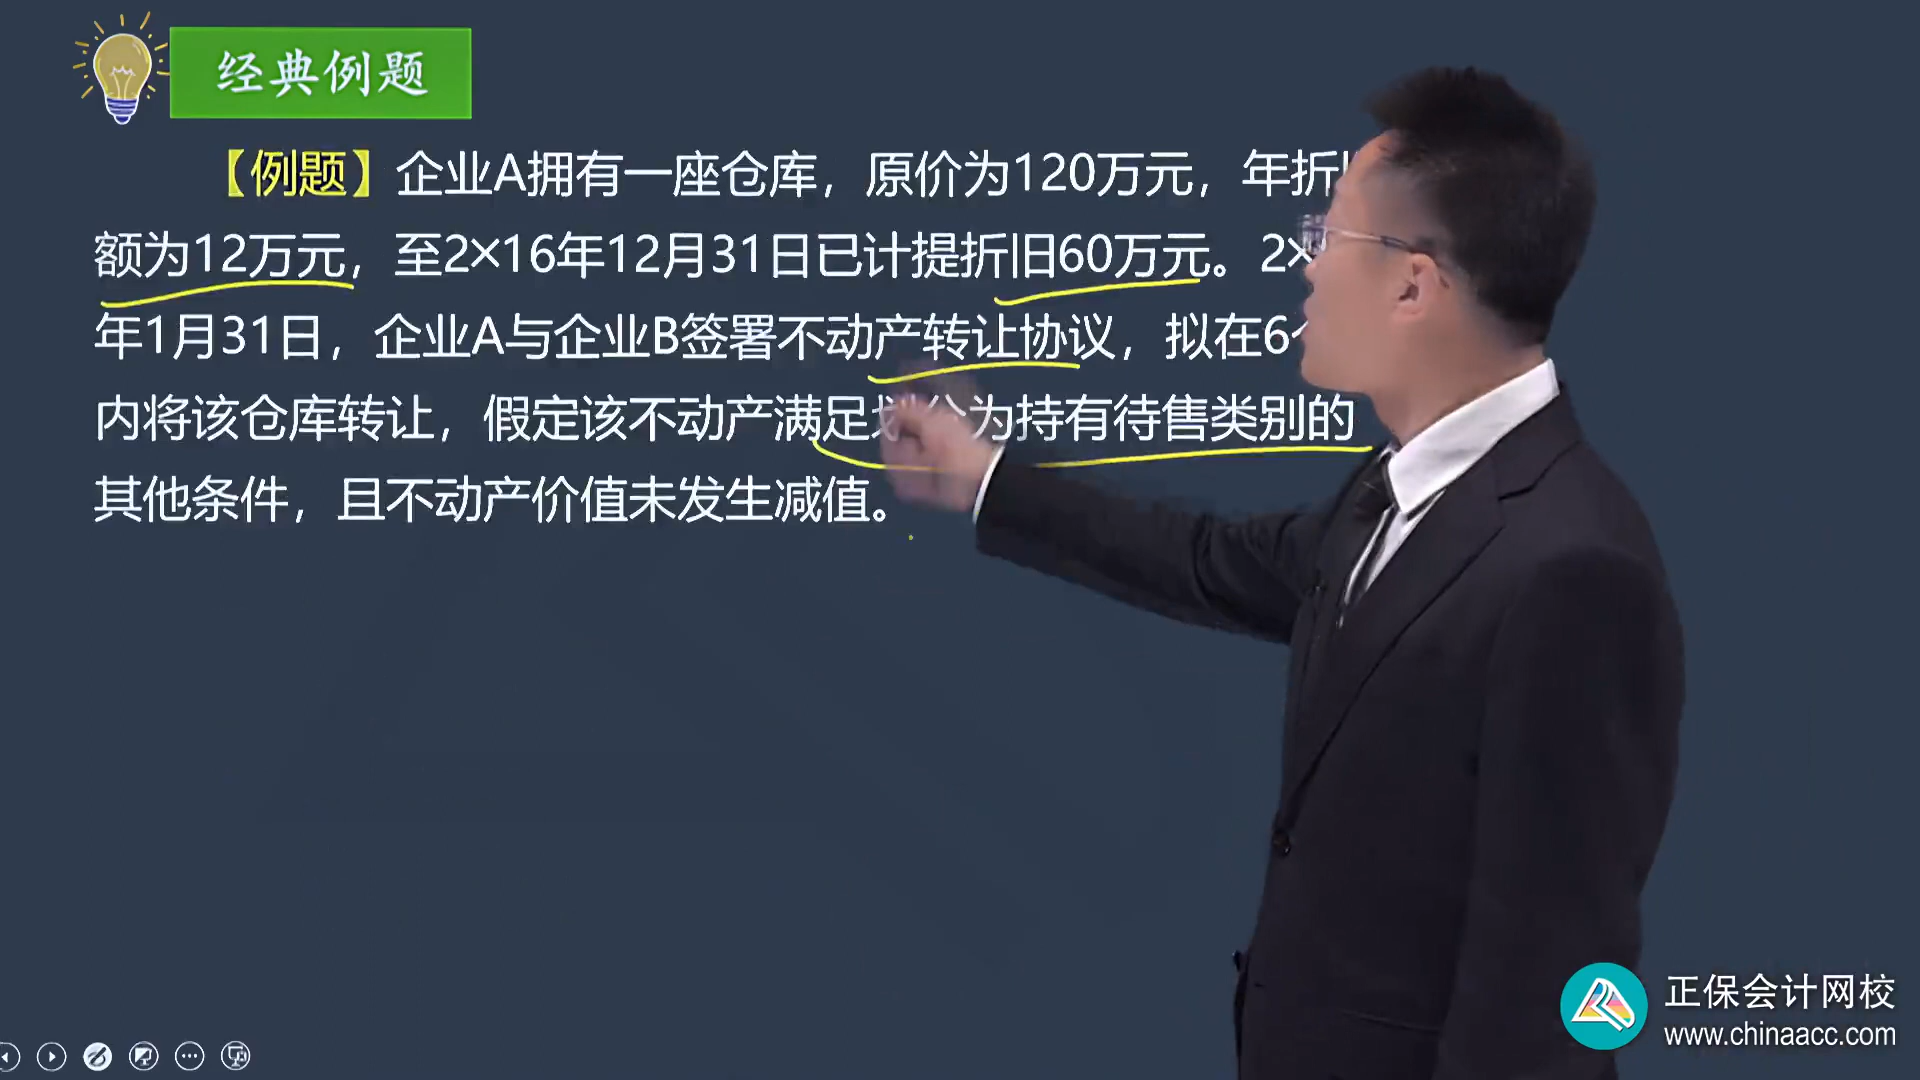 经典例题
【例题】企业A拥有一座仓库，原价为120万元，年折
额为12万元，至2×16年12月31日已计提折旧60万元。2×
年1月31日，企业A与企业B签署不动产转让协议，拟在6
内将该仓库转让，假定该不动产满足 为持有待售类别的
其他条件，且不动产价值未发生减值。
正保会计网校
www.chinaacc.com